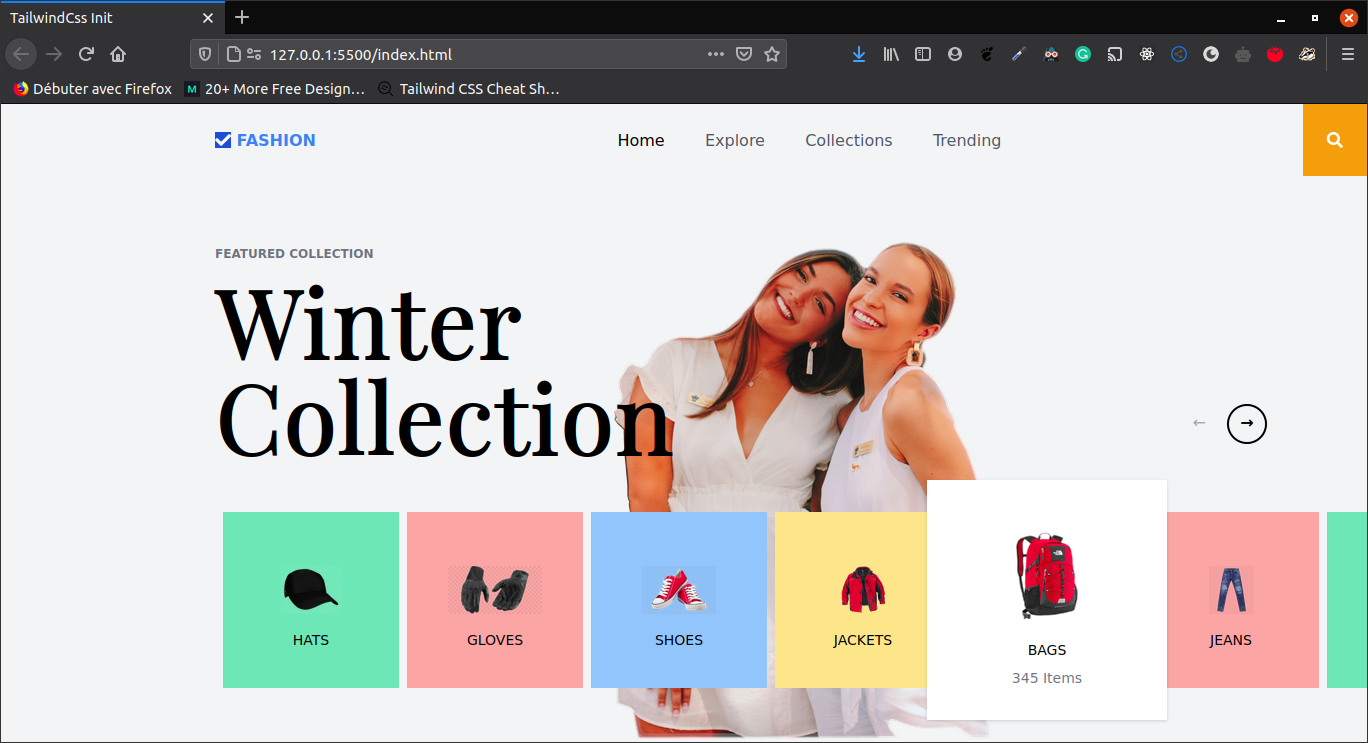 TailwindCss Init
127.0.0.1:5500/index.html
Débuter avec Firefox
20+ More Free Design…
Tailwind CSS Cheat Sh…
FASHION
Home
Explore
Collections
Trending
FEATURED COLLECTION
Winter
Collection
← →
HATS
GLOVES
SHOES
JACKETS
BAGS
345 Items
JEANS